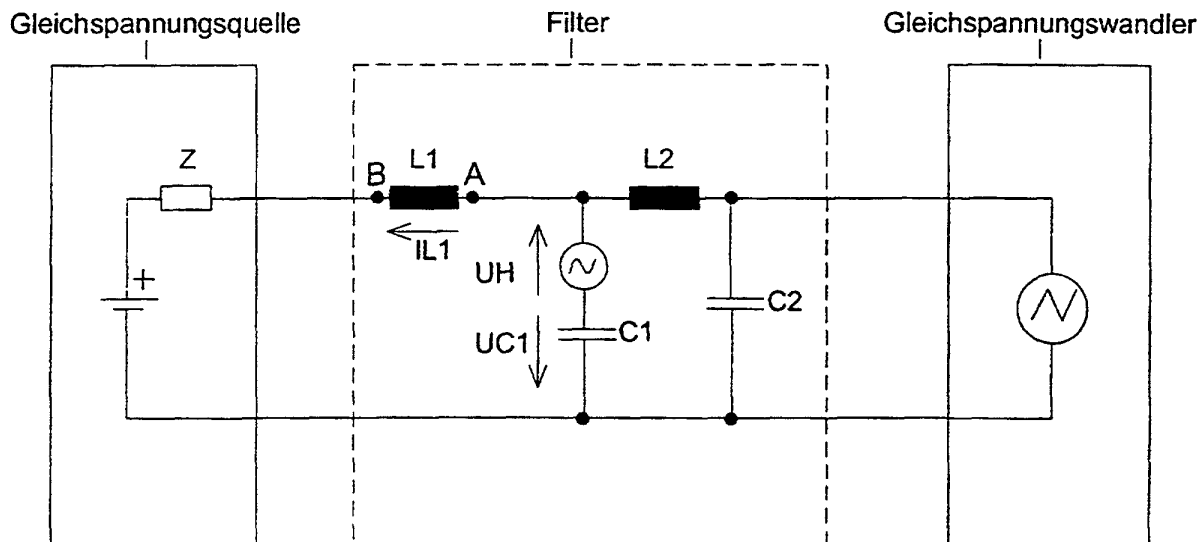 Gleichspannungsquelle
Filter
Gleichspannungswandler
Z
B
L1
A
L2
IL1
UH
UC1
C1
C2
+